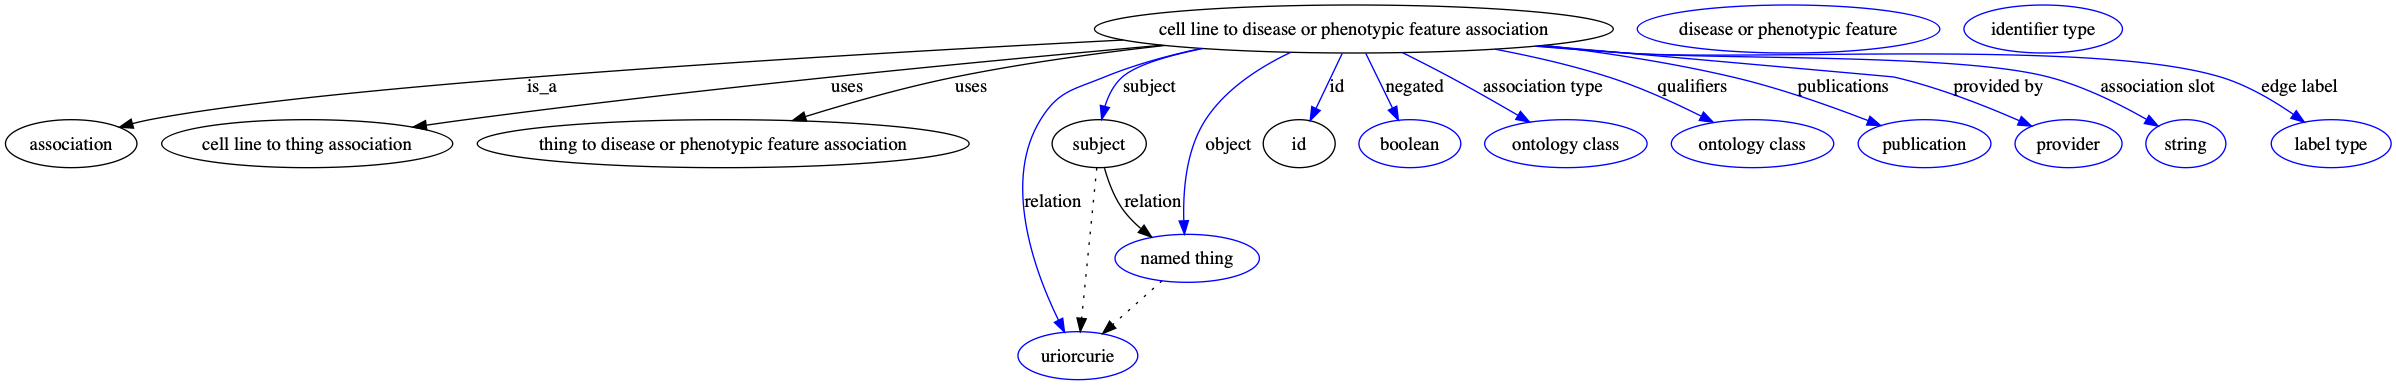 cell line to disease or phenotypic feature association
disease or phenotypic feature
identifier type
is_a
uses
uses
subject
id
negated
association type
qualifiers
publications
provided by
association slot
edge label
association
cell line to thing association
thing to disease or phenotypic feature association
subject
object
id
boolean
ontology class
ontology class
publication
provider
string
label type
relation
relation
named thing
uriorcurie